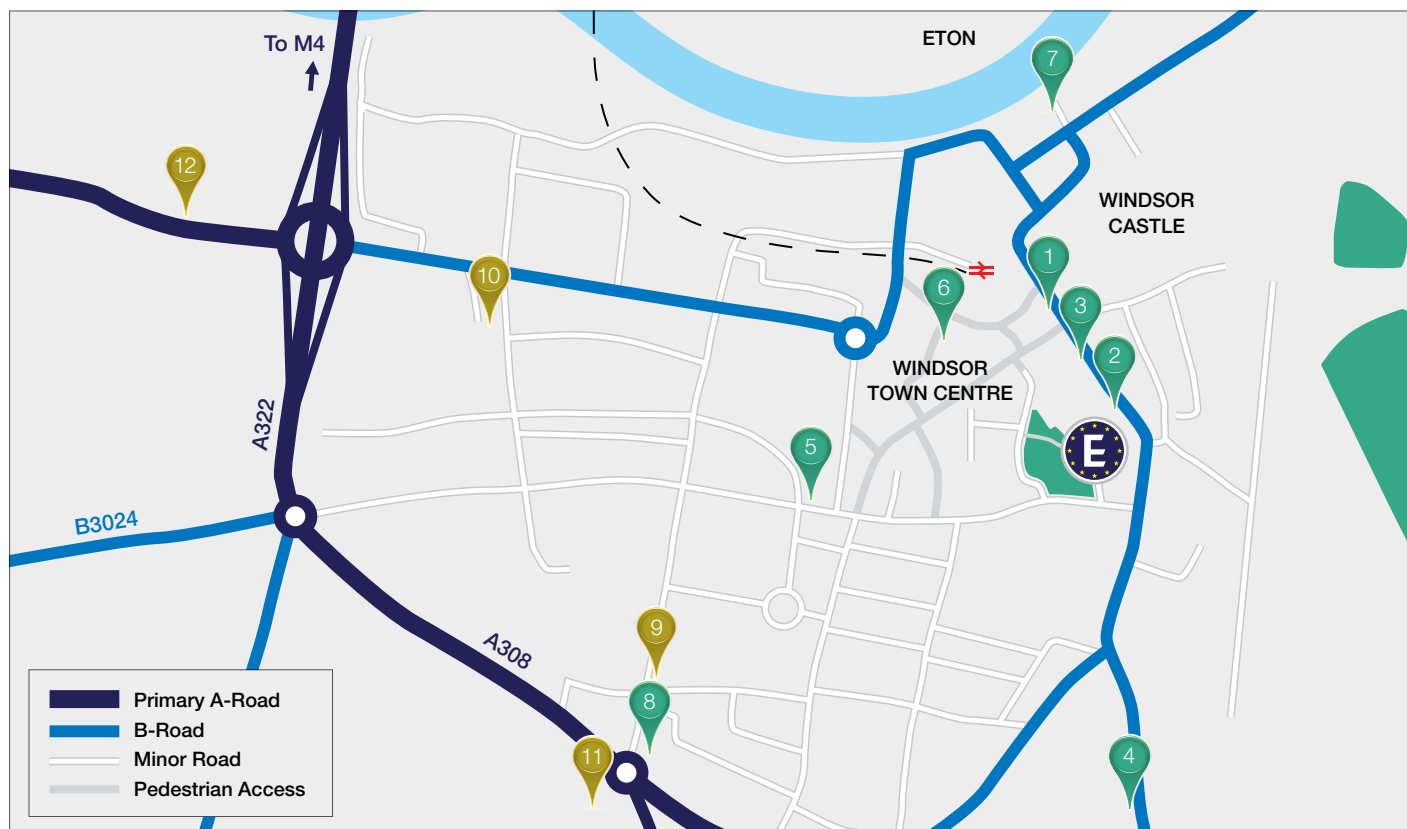 To M4
ETON
7
12
WINDSOR
CASTLE
1
10
6
3
2
WINDSOR
TOWN CENTRE
A322
5
E
B3024
9
A308
8
11
4
Primary A-Road
B-Road
Minor Road
Pedestrian Access